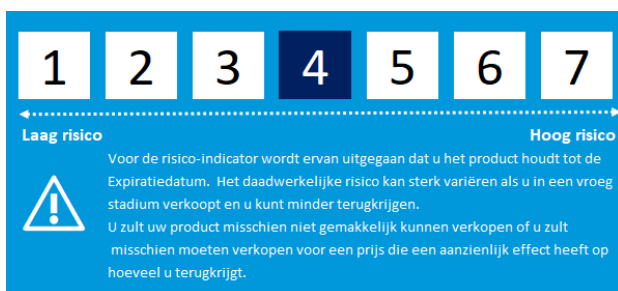 1 2 3 4 5 6 7
Laag risico Hoog risico
Voor de risico-indicator wordt ervan uitgegaan dat u het product houdt tot de
Expiratiedatum. Het daadwerkelijke risico kan sterk variëren als u in een vroeg
stadium verkoopt en u kunt minder terugkrijgen.
U zult uw product misschien niet gemakkelijk kunnen verkopen of u zult
misschien moeten verkopen voor een prijs die een aanzienlijk effect heeft op
hoeveel u terugkrijgt.